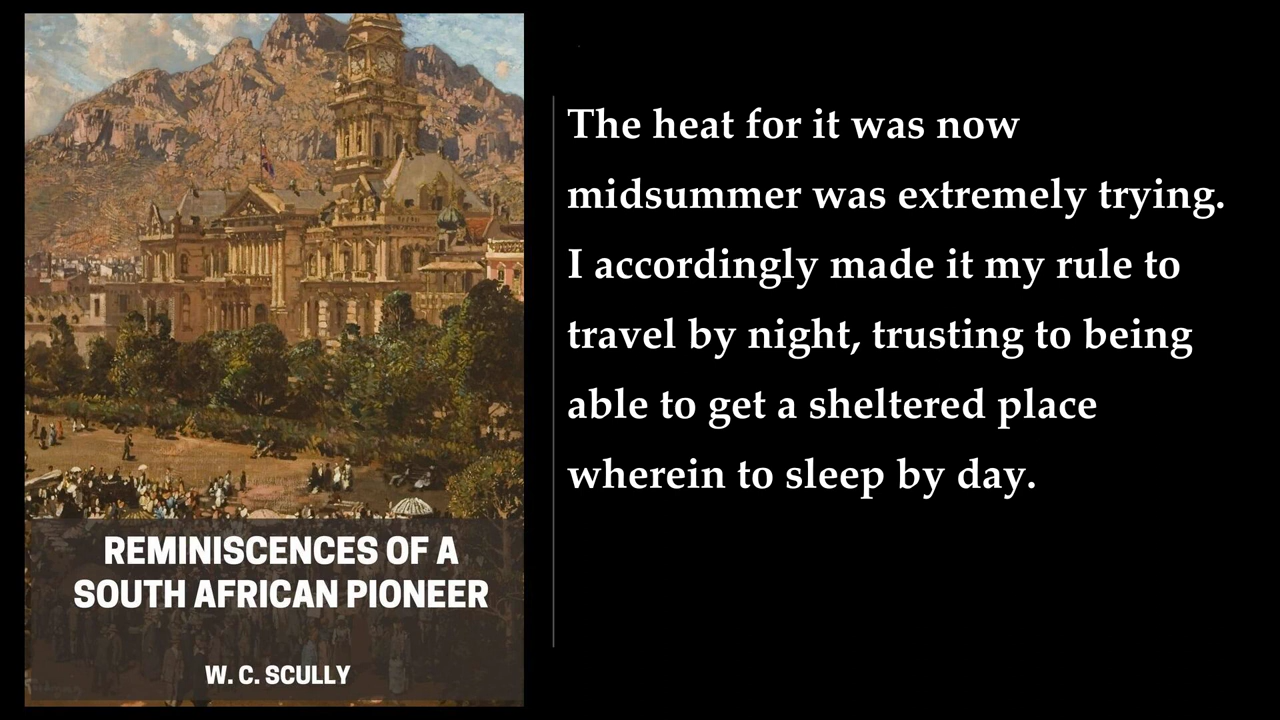 REMINISCENCES OF A
SOUTH AFRICAN PIONEER
W. C. SCULLY
The heat for it was now
midsummer was extremely trying.
I accordingly made it my rule to
travel by night, trusting to being
able to get a sheltered place
wherein to sleep by day.